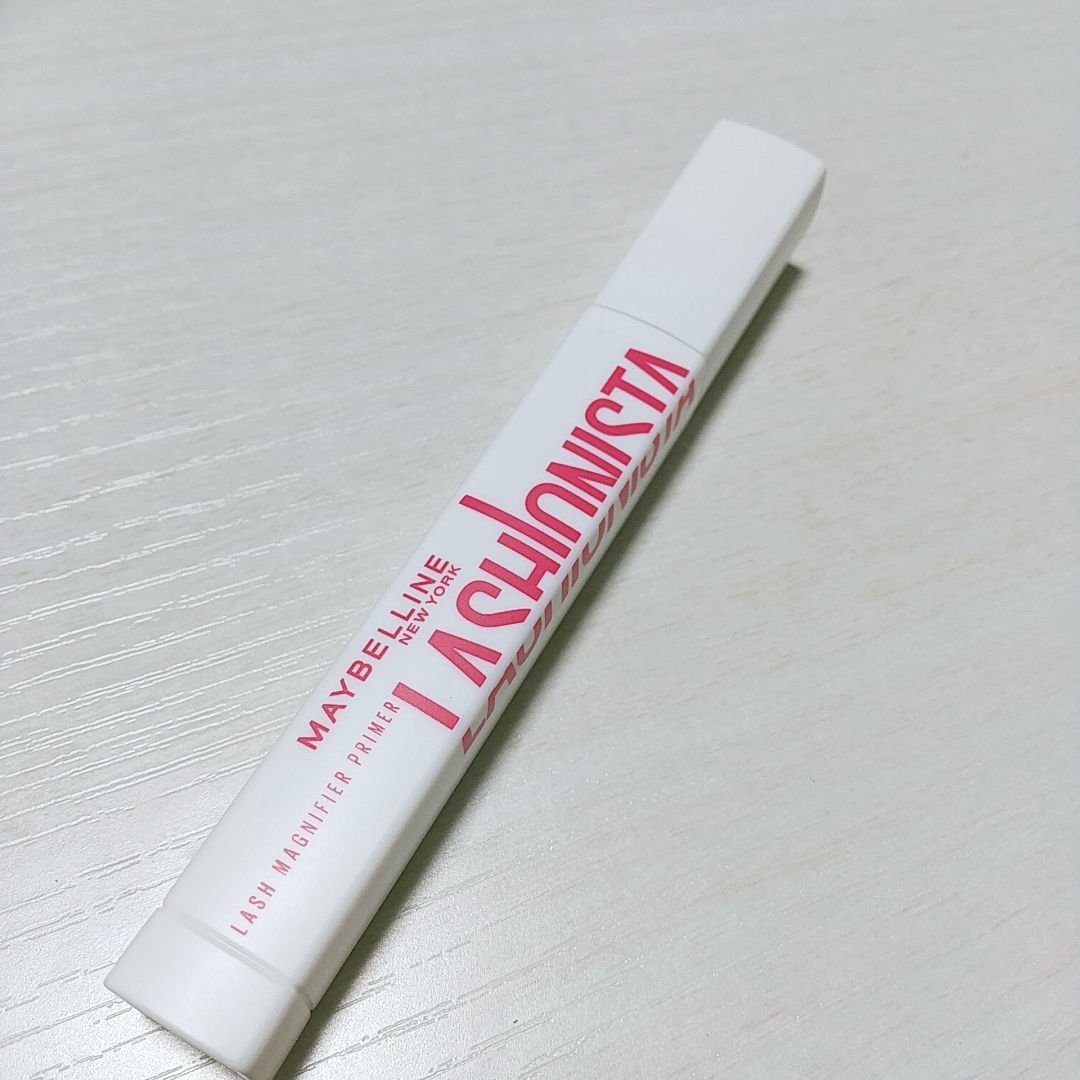 MAYBELLINE
NEW YORK
LASHIONISTA
LASH MAGNIFIER PRIMER